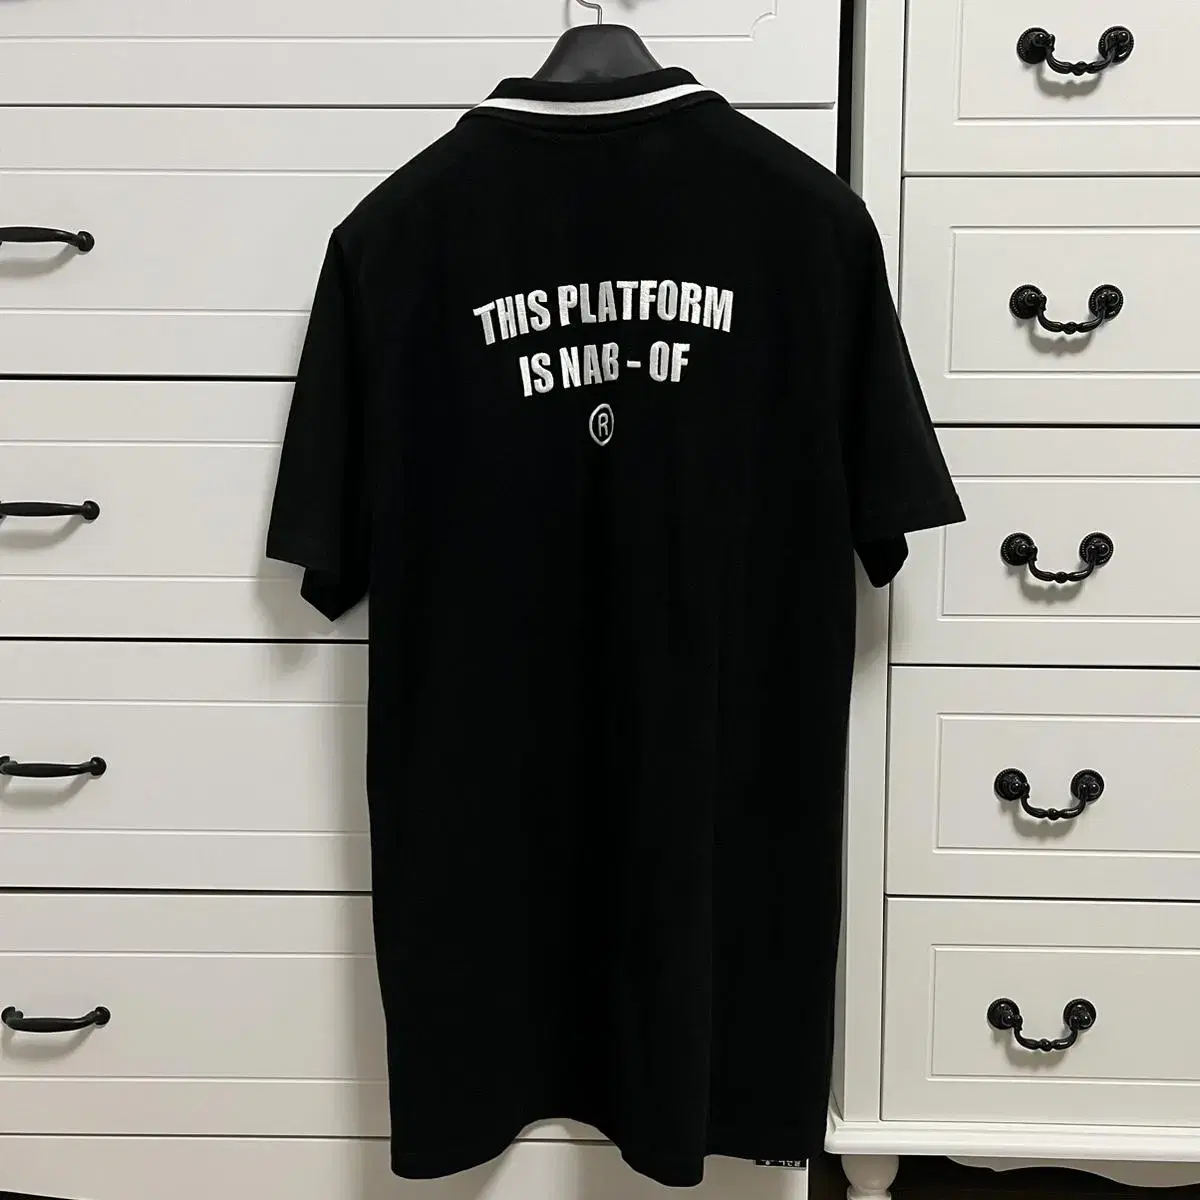 THIS PLATFORM
IS NAB - OF
®